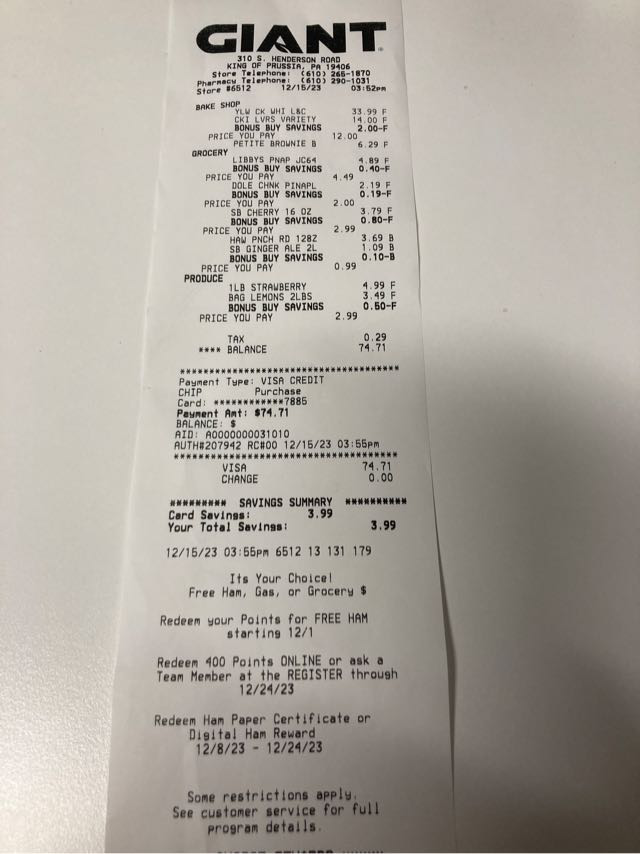 GIANT
310 S. HENDERSON ROAD
KING OF PRUSSIA, PA 19406
Store Telephone: (610) 265-1870
Pharmacy Telephone: (610) 290-1031
Store #6512 12/15/23 03:52pm
BAKE SHOP
YLW CK WHI L&C 33.99 F
CKI LVRS VARIETY 14.00 F
BONUS BUY SAVINGS 2.00-F
PRICE YOU PAY 12.00
PETITE BROWNIE B 6.29 F
GROCERY
LIBBYS PNAP JC64 4.89 F
BONUS BUY SAVINGS 0.40-F
PRICE YOU PAY 4.49
DOLE CHNK PINAPL 2.19 F
BONUS BUY SAVINGS 0.19-F
PRICE YOU PAY 2.00
SB CHERRY 16 OZ 3.79 F
BONUS BUY SAVINGS 0.80-F
PRICE YOU PAY 2.99
HAW PNCH RD 128Z 3.69 B
SB GINGER ALE 2L 1.09 B
BONUS BUY SAVINGS 0.10-B
PRICE YOU PAY 0.99
PRODUCE
1LB STRAWBERRY 4.99 F
BAG LEMONS 2LBS 3.49 F
BONUS BUY SAVINGS 0.50-F
PRICE YOU PAY 2.99
TAX 0.29
**** BALANCE 74.71
***************************************
Payment Type: VISA CREDIT
CHIP Purchase
Card: ************7885
Payment Amt: $74.71
BALANCE: $
AID: A0000000031010
AUTH#207942 RC#00 12/15/23 03:55pm
***************************************
VISA 74.71
CHANGE 0.00
********* SAVINGS SUMMARY **********
Card Savings: 3.99
Your Total Savings: 3.99
12/15/23 03:55pm 6512 13 131 179
Its Your Choice!
Free Ham, Gas, or Grocery $
Redeem your Points for FREE HAM
starting 12/1
Redeem 400 Points ONLINE or ask a
Team Member at the REGISTER through
12/24/23
Redeem Ham Paper Certificate or
Digital Ham Reward
12/8/23 - 12/24/23
Some restrictions apply.
See customer service for full
program details.